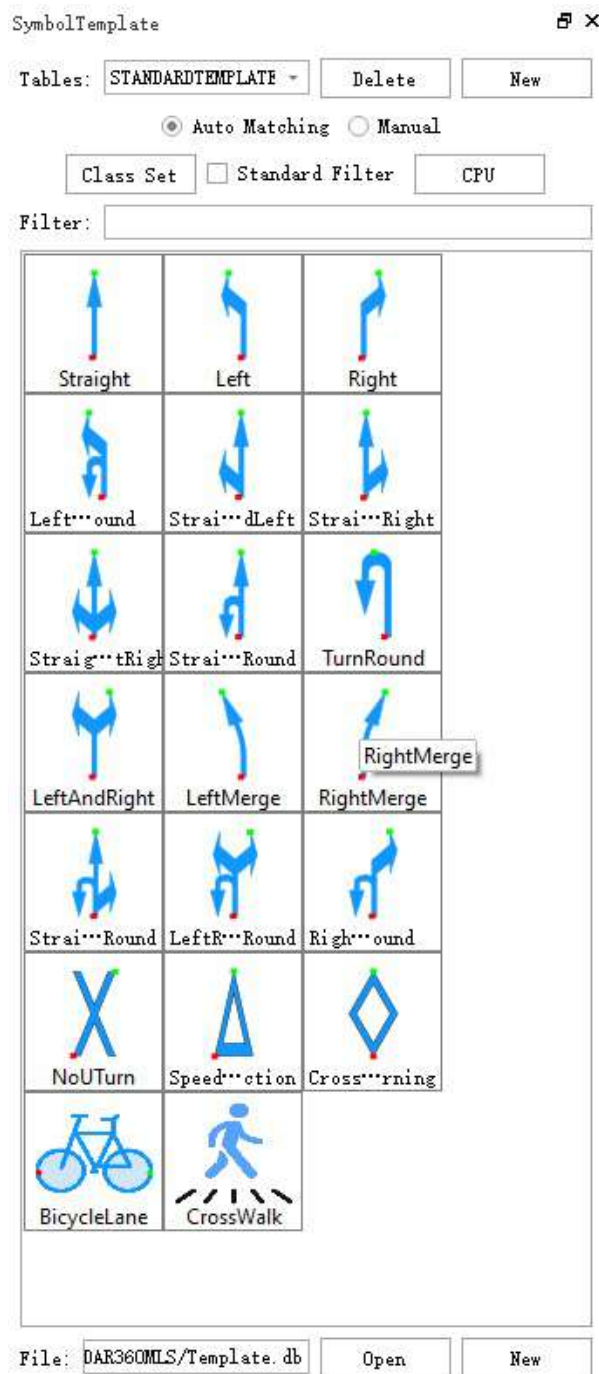 SymbolTemplate
Tables: STANDARDTEMPLATE Delete New
Auto Matching Manual
Class Set Standard Filter CPU
Filter:
Straight Left Right
Left···ound Strai···dLeft Strai···Right
Straig···tRigh Strai···Round TurnRound
RightMerge
LeftAndRight LeftMerge RightMerge
Strai···Round LeftR···Round Righ···ound
NoUTurn Speed···ction Cross···rning
BicycleLane CrossWalk
File: DAR360MLS/Template.db Open New